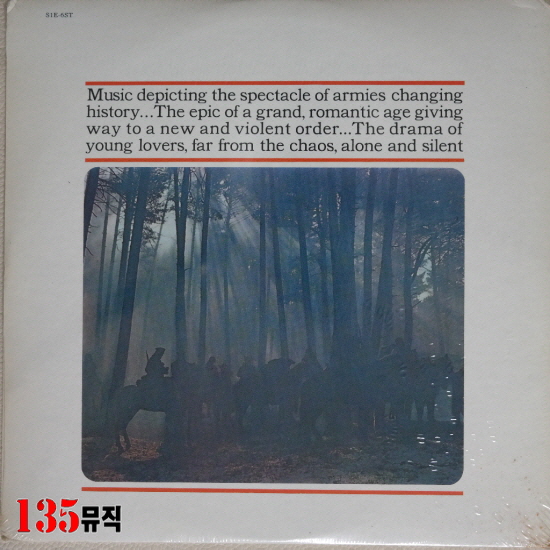 S1E-6ST
Music depicting the spectacle of armies changing
history...The epic of a grand, romantic age giving
way to a new and violent order...The drama of
young lovers, far from the chaos, alone and silent
135뮤직